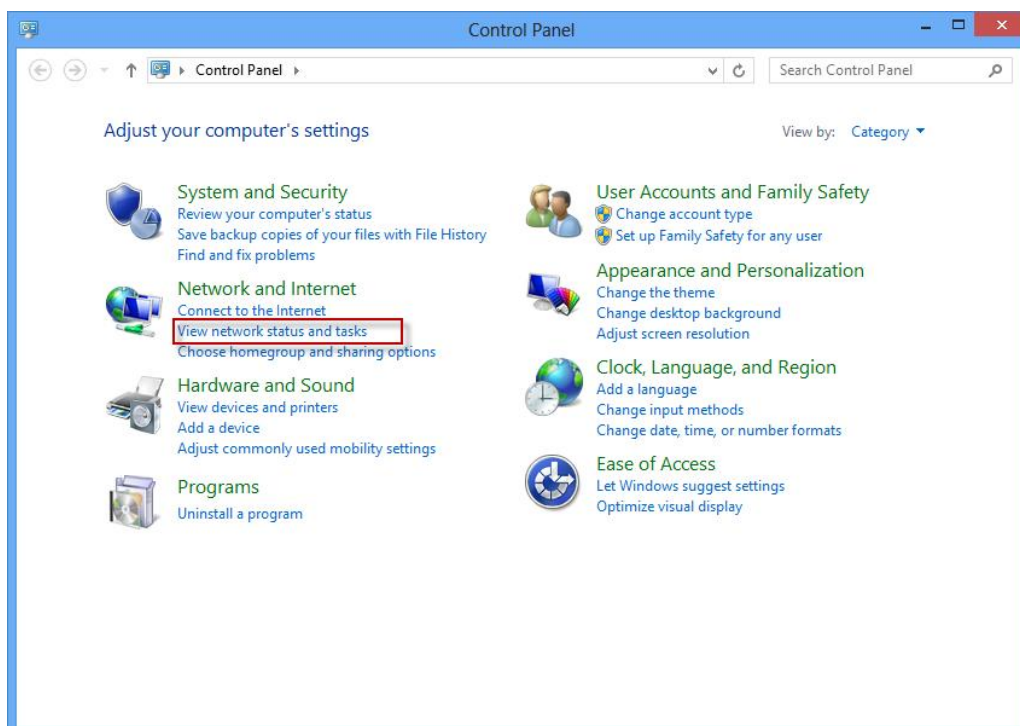 Control Panel
Control Panel
Search Control Panel
Adjust your computer's settings
View by: Category
System and Security
Review your computer's status
Save backup copies of your files with File History
Find and fix problems
Network and Internet
Connect to the Internet
View network status and tasks
Choose homegroup and sharing options
Hardware and Sound
View devices and printers
Add a device
Adjust commonly used mobility settings
Programs
Uninstall a program
User Accounts and Family Safety
Change account type
Set up Family Safety for any user
Appearance and Personalization
Change the theme
Change desktop background
Adjust screen resolution
Clock, Language, and Region
Add a language
Change input methods
Change date, time, or number formats
Ease of Access
Let Windows suggest settings
Optimize visual display